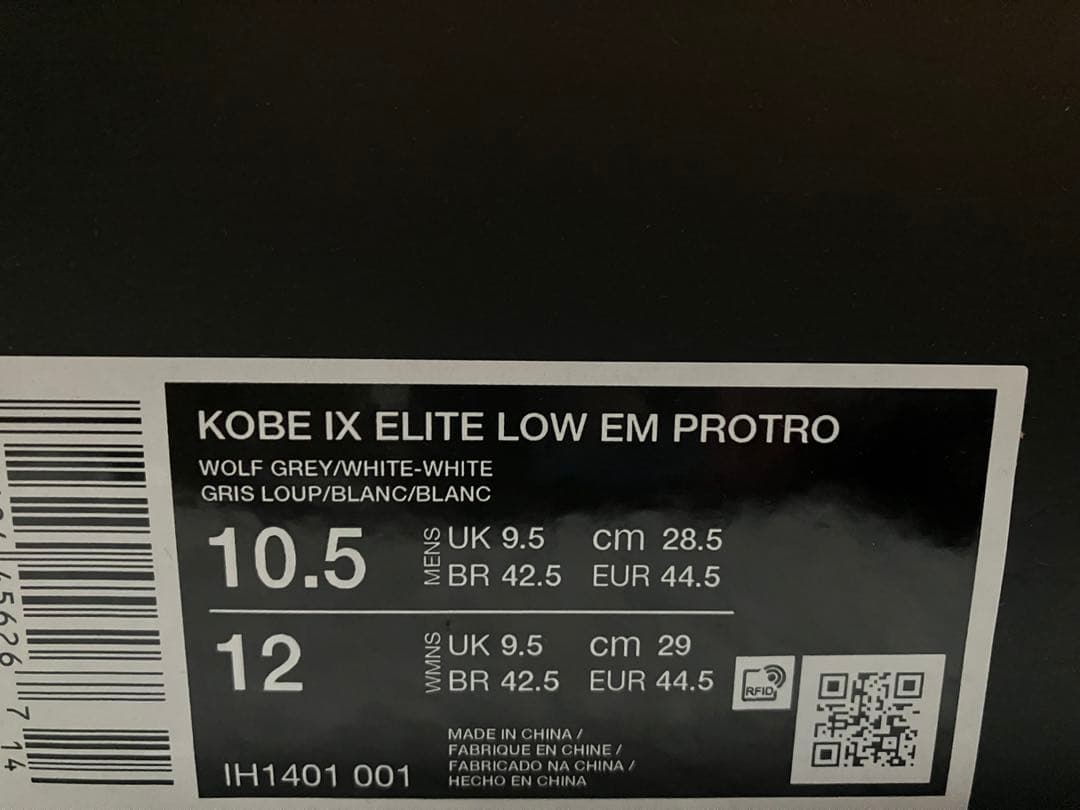 KOBE IX ELITE LOW EM PROTRO
WOLF GREY/WHITE-WHITE
GRIS LOUP/BLANC/BLANC
10.5 MENS UK 9.5 cm 28.5
BR 42.5 EUR 44.5
12 WMNS UK 9.5 cm 29
BR 42.5 EUR 44.5
RFID
MADE IN CHINA /
FABRIQUE EN CHINE /
FABRICADO NA CHINA /
HECHO EN CHINA
IH1401 001